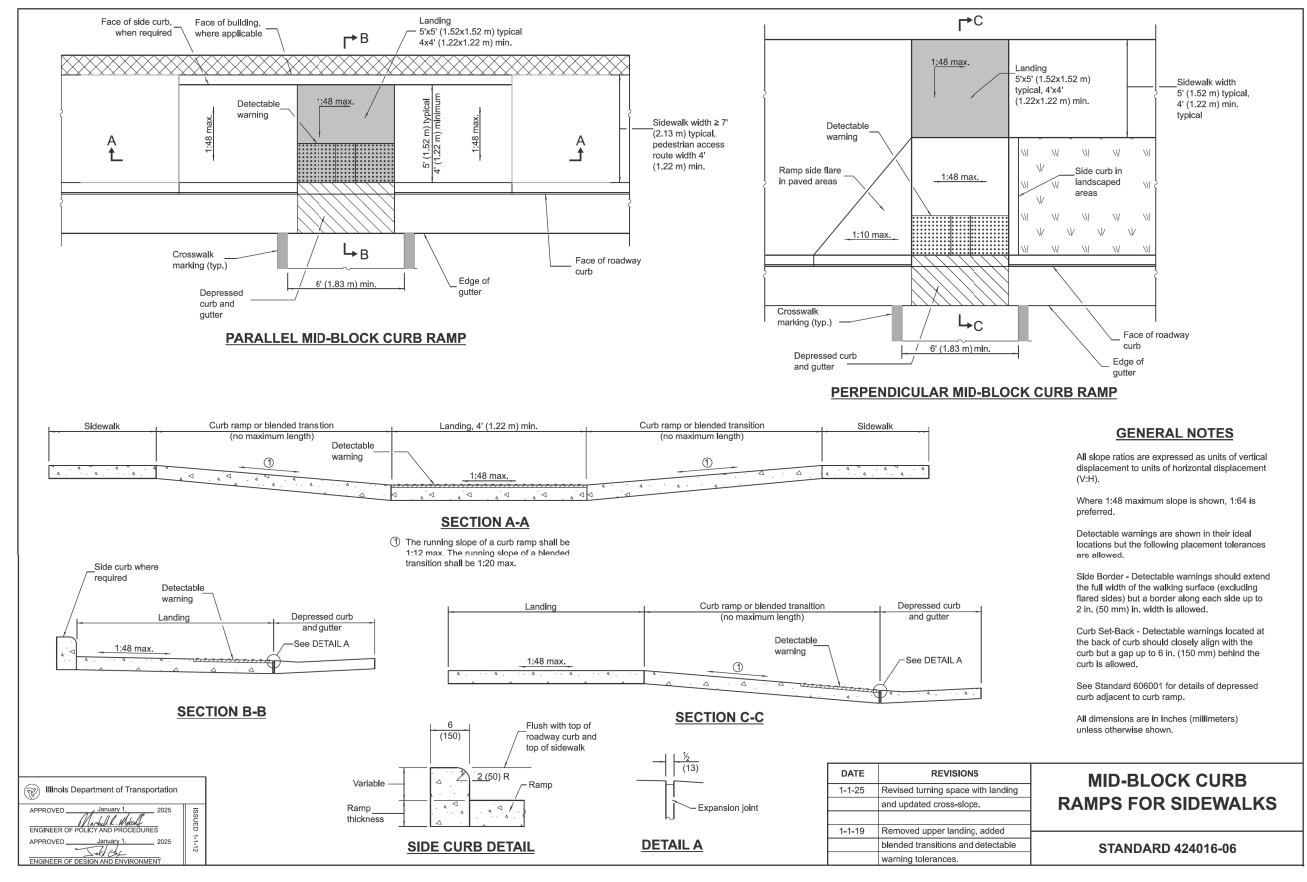 Face of side curb,
when required
Face of building,
where applicable
B
Landing
5'x5' (1.52x1.52 m) typical
4x4' (1.22x1.22 m) min.
Detectable
warning
1:48 max.
1:48 max.
5' (1.52 m) typical
4' (1.22 m) minimum
1:48 max.
A
A
Sidewalk width ≥ 7'
(2.13 m) typical,
pedestrian access
route width 4'
(1.22 m) min.
Crosswalk
marking (typ.)
B
Face of roadway
curb
6' (1.83 m) min.
Edge of
gutter
Depressed
curb and
gutter
PARALLEL MID-BLOCK CURB RAMP
C
1:48 max.
Landing
5'x5' (1.52x1.52 m)
typical, 4'x4'
(1.22x1.22 m) min.
Sidewalk width
5' (1.52 m) typical,
4' (1.22 m) min.
typical
Detectable
warning
Ramp side flare
in paved areas
1:48 max.
Side curb in
landscaped
areas
1:10 max.
Crosswalk
marking (typ.)
C
6' (1.83 m) min.
Face of roadway
curb
Depressed curb
and gutter
Edge of
gutter
PERPENDICULAR MID-BLOCK CURB RAMP
Sidewalk
Curb ramp or blended transition
(no maximum length)
Landing, 4' (1.22 m) min.
Curb ramp or blended transition
(no maximum length)
Sidewalk
Detectable
warning
1
1:48 max.
1
SECTION A-A
1 The running slope of a curb ramp shall be
1:12 max. The running slope of a blended
transition shall be 1:20 max.
Side curb where
required
Detectable
warning
Landing
Depressed curb
and gutter
1:48 max.
See DETAIL A
SECTION B-B
Landing
Curb ramp or blended transition
(no maximum length)
Depressed curb
and gutter
Detectable
warning
1:48 max.
1
See DETAIL A
SECTION C-C
6
(150)
Flush with top of
roadway curb and
top of sidewalk
Variable
2 (50) R
Ramp
Ramp
thickness
SIDE CURB DETAIL
½
(13)
Expansion joint
DETAIL A
GENERAL NOTES
All slope ratios are expressed as units of vertical
displacement to units of horizontal displacement
(V:H).
Where 1:48 maximum slope is shown, 1:64 is
preferred.
Detectable warnings are shown in their ideal
locations but the following placement tolerances
are allowed.
Side Border - Detectable warnings should extend
the full width of the walking surface (excluding
flared sides) but a border along each side up to
2 in. (50 mm) in. width is allowed.
Curb Set-Back - Detectable warnings located at
the back of curb should closely align with the
curb but a gap up to 6 in. (150 mm) behind the
curb is allowed.
See Standard 606001 for details of depressed
curb adjacent to curb ramp.
All dimensions are in inches (millimeters)
unless otherwise shown.
Illinois Department of Transportation
APPROVED January 1, 2025
ENGINEER OF POLICY AND PROCEDURES
APPROVED January 1, 2025
ENGINEER OF DESIGN AND ENVIRONMENT
ISSUED 1-1-12
DATE REVISIONS
1-1-25 Revised turning space with landing
and updated cross-slope.
1-1-19 Removed upper landing, added
blended transitions and detectable
warning tolerances.
MID-BLOCK CURB
RAMPS FOR SIDEWALKS
STANDARD 424016-06